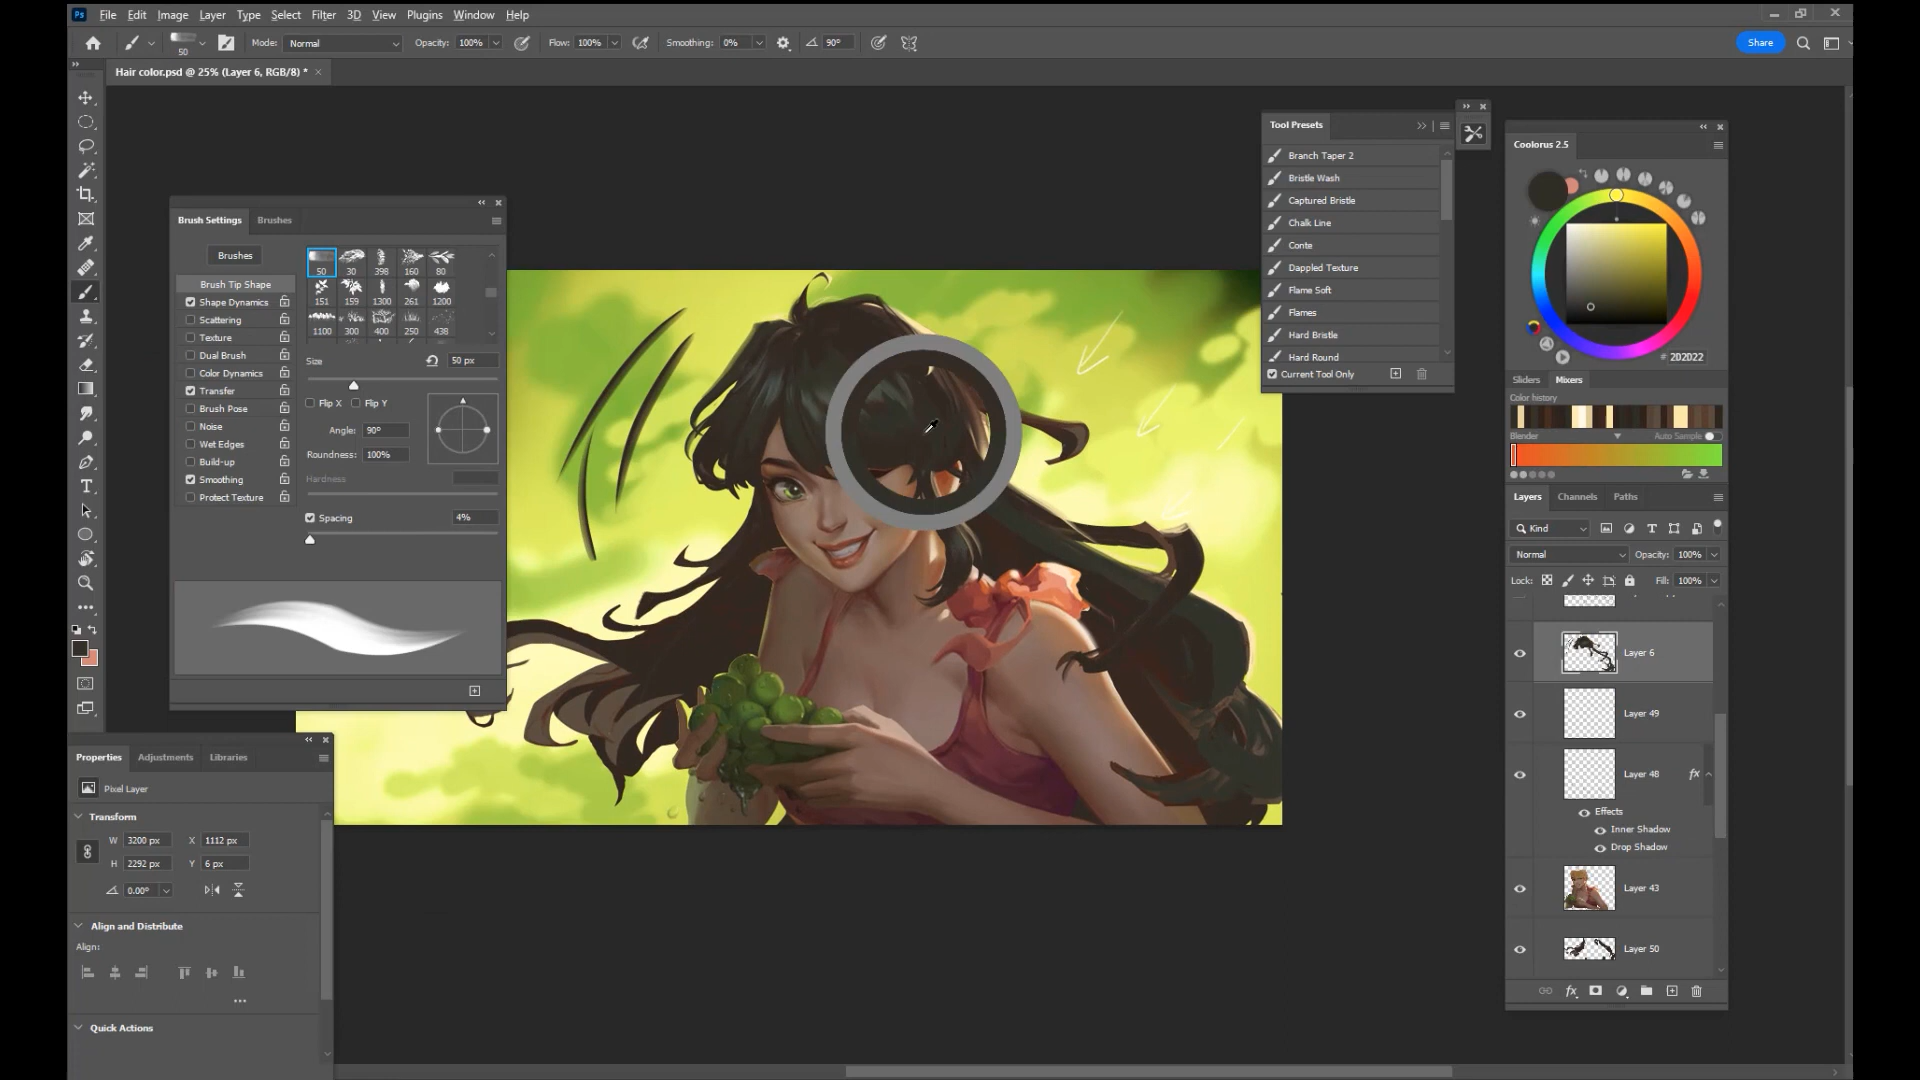 Ps File Edit Image Layer Type Select Filter 3D View Plugins Window Help
50 Mode: Normal Opacity: 100% Flow: 100% Smoothing: 0% 90° Share
Hair color.psd @ 25% (Layer 6, RGB/8) *
Brush Settings Brushes
Brushes
Brush Tip Shape
Shape Dynamics
Scattering
Texture
Dual Brush
Color Dynamics
Transfer
Brush Pose
Noise
Wet Edges
Build-up
Smoothing
Protect Texture
50 30 398 160 80
151 159 1300 261 1200
1100 300 400 250 438
Size 50 px
Flip X Flip Y
Angle: 90°
Roundness: 100%
Hardness
Spacing 4%
Properties Adjustments Libraries
Pixel Layer
Transform
W 3200 px X 1112 px
H 2292 px Y 6 px
0.00°
Align and Distribute
Align:
Quick Actions
Tool Presets
Branch Taper 2
Bristle Wash
Captured Bristle
Chalk Line
Conte
Dappled Texture
Flame Soft
Flames
Hard Bristle
Hard Round
Current Tool Only
Coolorus 2.5
# 2D2D22
Sliders Mixers
Color history
Blender Auto Sample
Layers Channels Paths
Kind
Normal Opacity: 100%
Lock: Fill: 100%
Layer 6
Layer 49
Layer 48 fx
Effects
Inner Shadow
Drop Shadow
Layer 43
Layer 50
fx